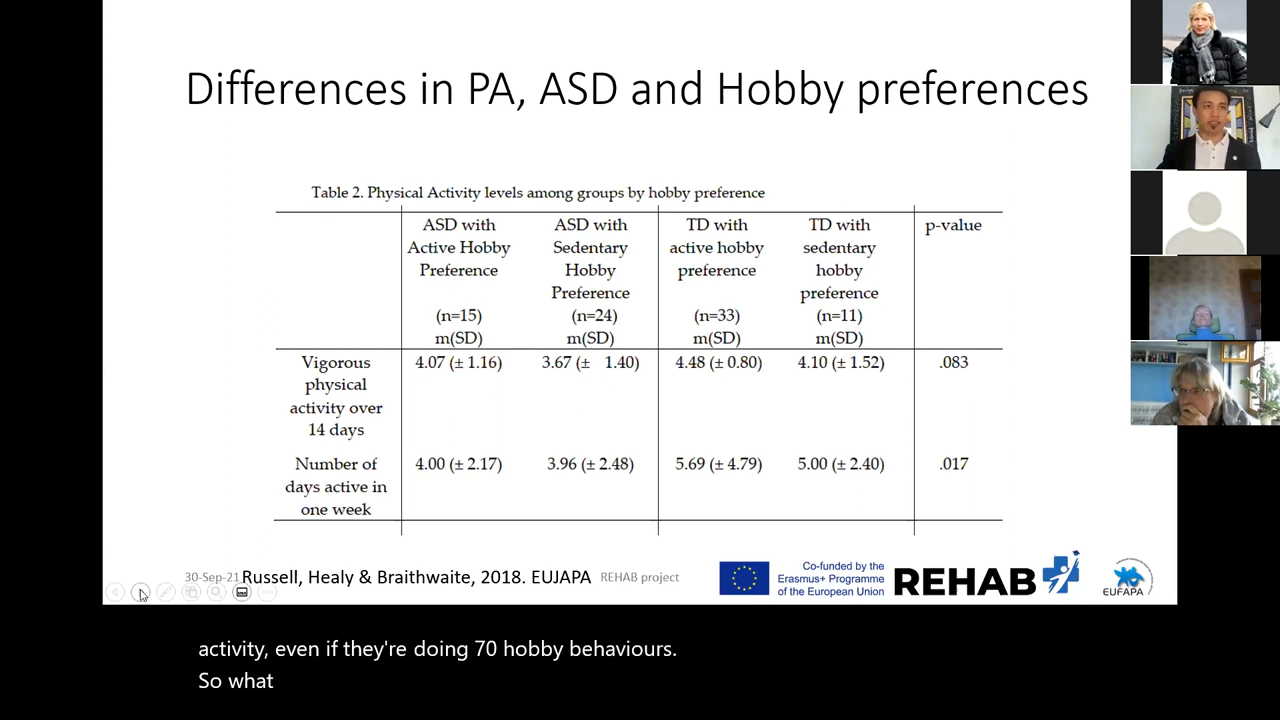 Differences in PA, ASD and Hobby preferences
Table 2. Physical Activity levels among groups by hobby preference
ASD with
Active Hobby
Preference
(n=15)
m(SD)
ASD with
Sedentary
Hobby
Preference
(n=24)
m(SD)
TD with
active hobby
preference
(n=33)
m(SD)
TD with
sedentary
hobby
preference
(n=11)
m(SD)
p-value
Vigorous
physical
activity over
14 days
4.07 (± 1.16)
3.67 (± 1.40)
4.48 (± 0.80)
4.10 (± 1.52)
.083
Number of
days active in
one week
4.00 (± 2.17)
3.96 (± 2.48)
5.69 (± 4.79)
5.00 (± 2.40)
.017
30-Sep-21
Russell, Healy & Braithwaite, 2018. EUJAPA
REHAB project
Co-funded by the
Erasmus+ Programme
of the European Union
REHAB
EUFAPA
activity, even if they're doing 70 hobby behaviours.
So what